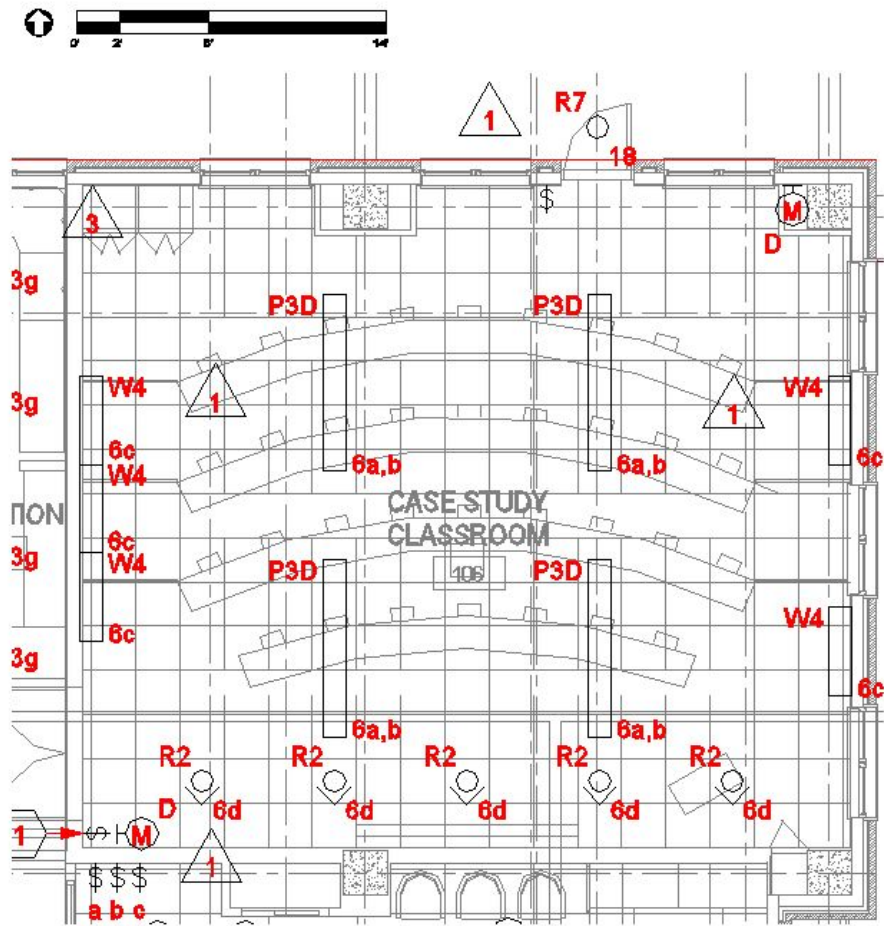 0' 2' 6' 14'
R7
1
18
3
$
M
D
3g
P3D P3D
W4 1 1 W4
3g
6c 6a,b 6a,b 6c
W4
CASE STUDY
TION CLASSROOM
6c
3g W4 P3D 106 P3D
W4
6c
3g
6c
6a,b 6a,b
R2 R2 R2 R2 R2
D 6d 6d 6d 6d 6d
1 $ M 1
$ $ $
a b c